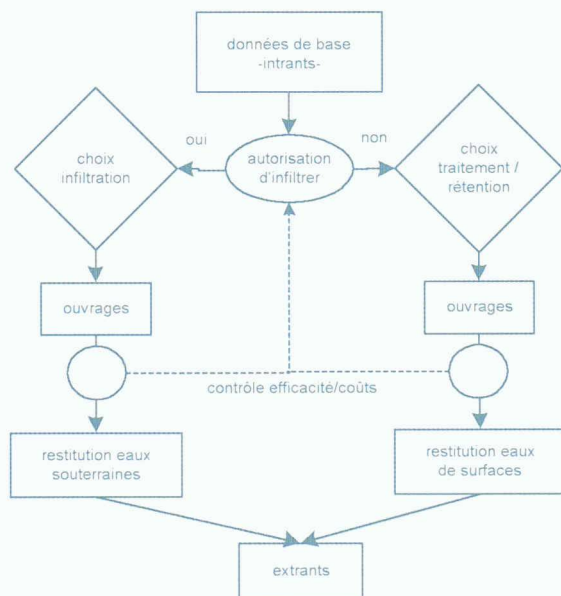 données de base
-intrants-
oui
non
choix
infiltration
autorisation
d'infiltrer
choix
traitement /
rétention
ouvrages
ouvrages
contrôle efficacité/coûts
restitution eaux
souterraines
restitution eaux
de surfaces
extrants